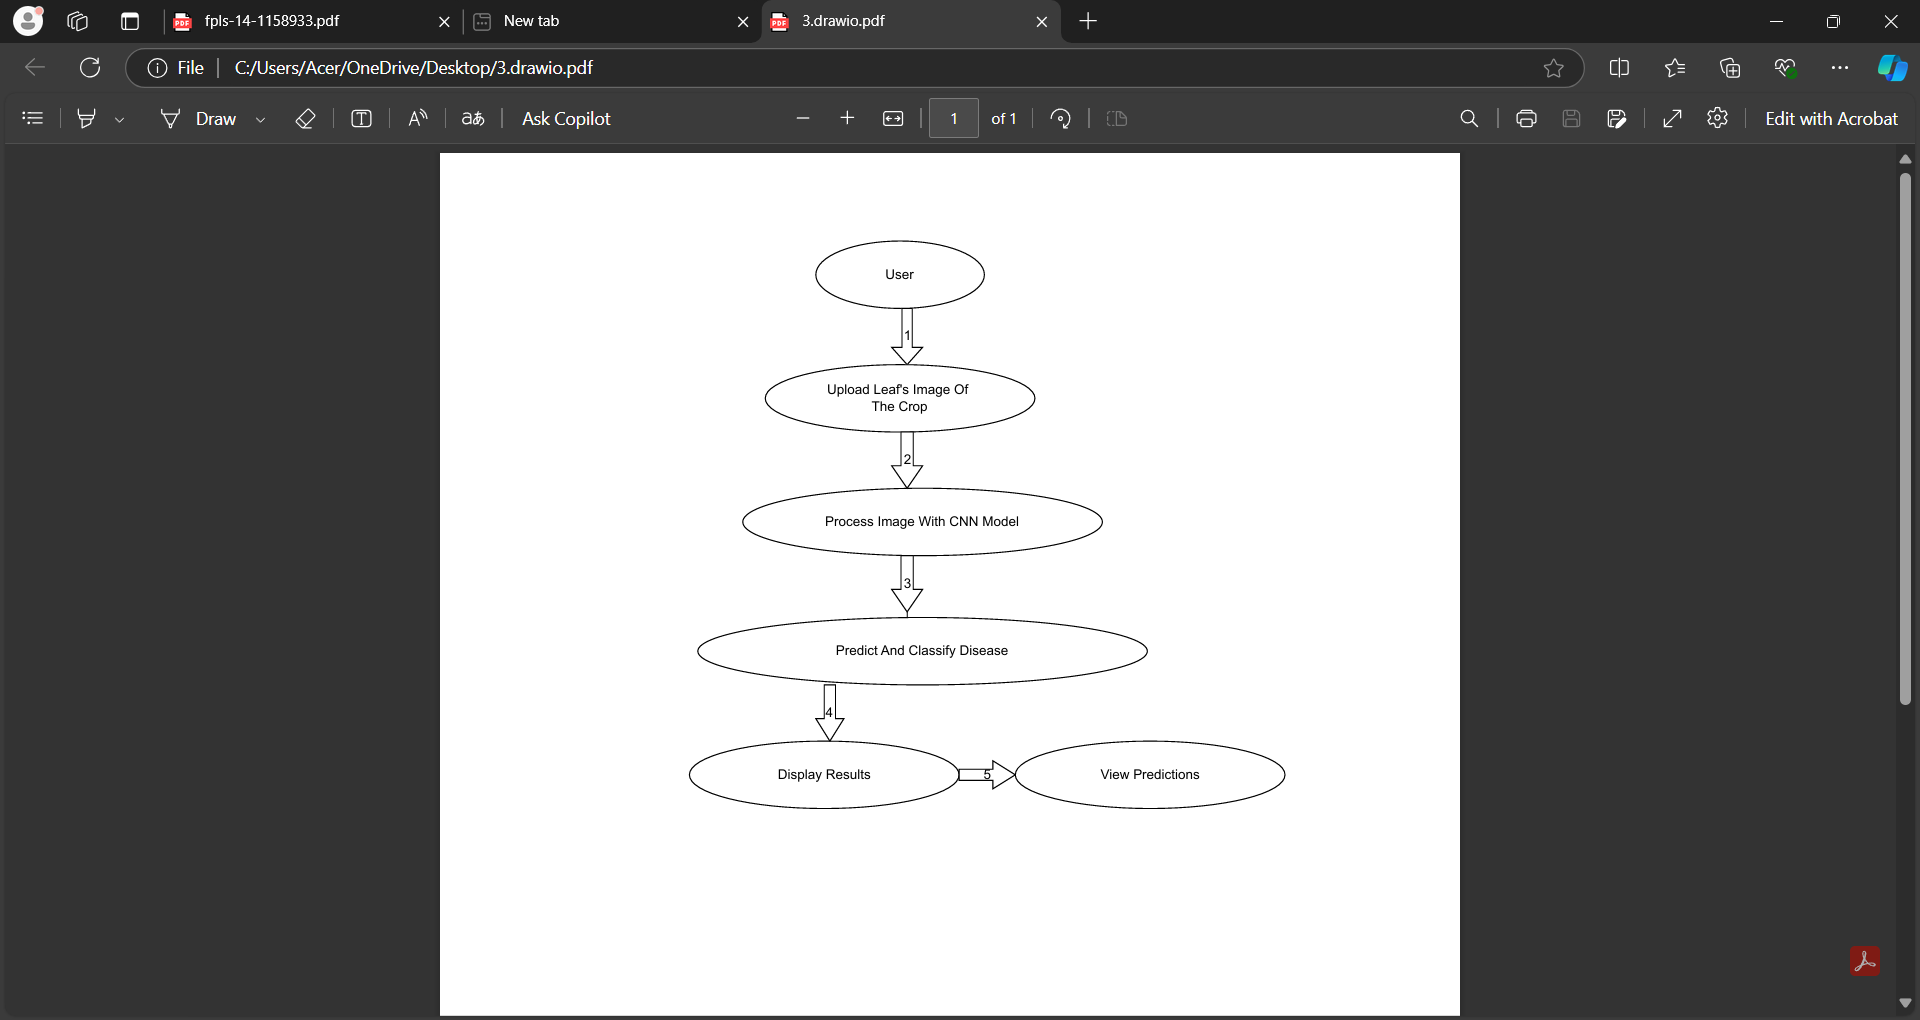 fpls-14-1158933.pdf
New tab
3.drawio.pdf
File
C:/Users/Acer/OneDrive/Desktop/3.drawio.pdf
Draw
aあ
Ask Copilot
1
of 1
Edit with Acrobat
User
1
Upload Leaf's Image Of
The Crop
2
Process Image With CNN Model
3
Predict And Classify Disease
4
Display Results
5
View Predictions